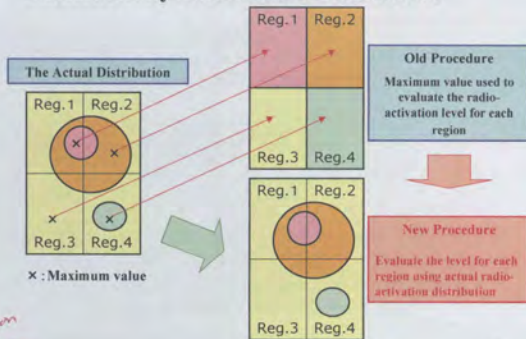 Reg.1 Reg.2
Reg.3 Reg.4
The Actual Distribution
Reg.1 Reg.2
Reg.3 Reg.4
×:Maximum value
Old Procedure
Maximum value used to
evaluate the radio-
activation level for each
region
Reg.1 Reg.2
Reg.3 Reg.4
New Procedure
Evaluate the level for each
region using actual radio-
activation distribution